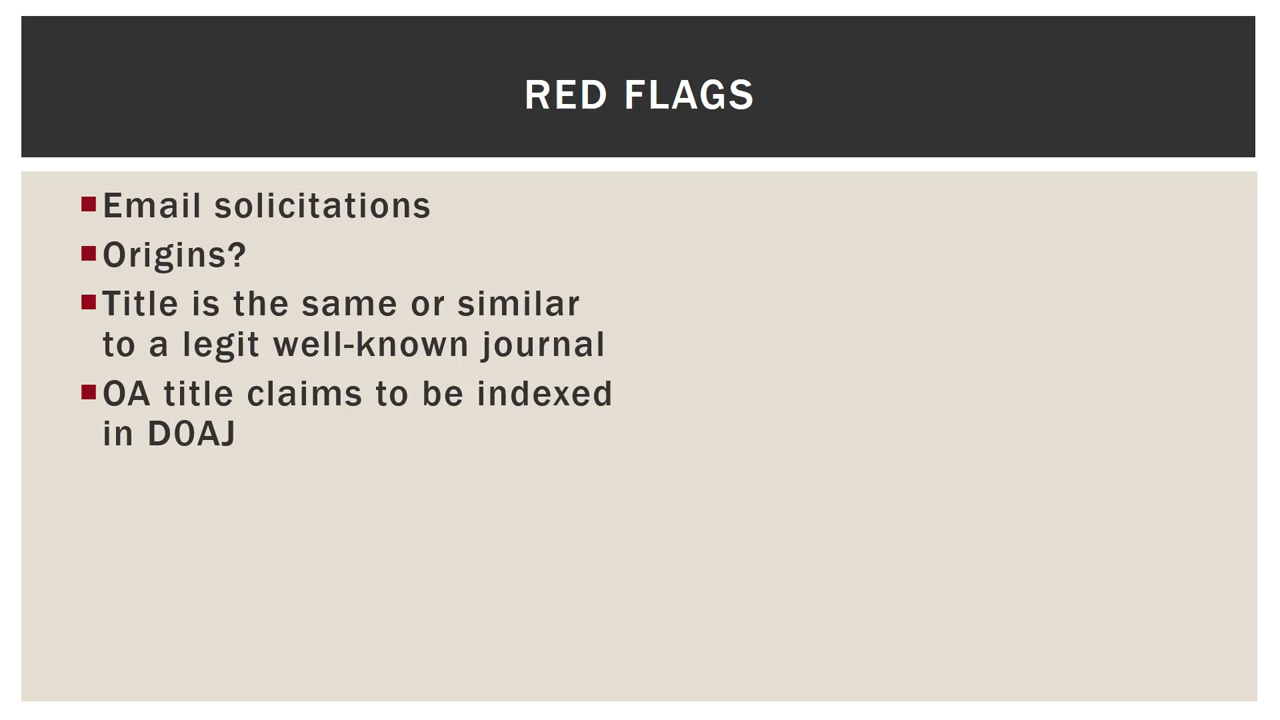 RED FLAGS
Email solicitations
Origins?
Title is the same or similar
to a legit well-known journal
OA title claims to be indexed
in D0AJ